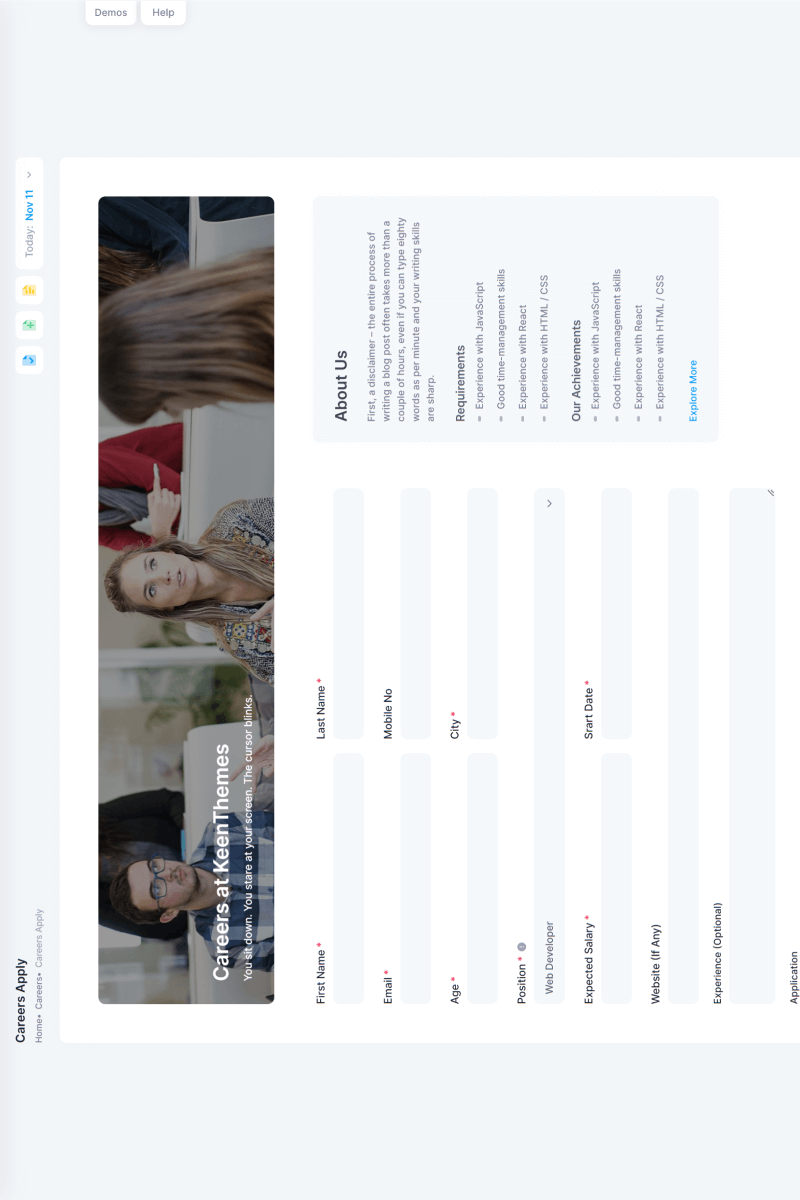 Demos
Help
Careers Apply
Home• Careers• Careers Apply
Today: Nov 11
Careers at KeenThemes
You sit down. You stare at your screen. The cursor blinks.
First Name *
Last Name *
Email *
Mobile No
Age *
City *
Position *
Web Developer
Expected Salary *
Srart Date *
Website (If Any)
Experience (Optional)
Application
About Us
First, a disclaimer – the entire process of
writing a blog post often takes more than a
couple of hours, even if you can type eighty
words as per minute and your writing skills
are sharp.
Requirements
Experience with JavaScript
Good time-management skills
Experience with React
Experience with HTML / CSS
Our Achievements
Experience with JavaScript
Good time-management skills
Experience with React
Experience with HTML / CSS
Explore More